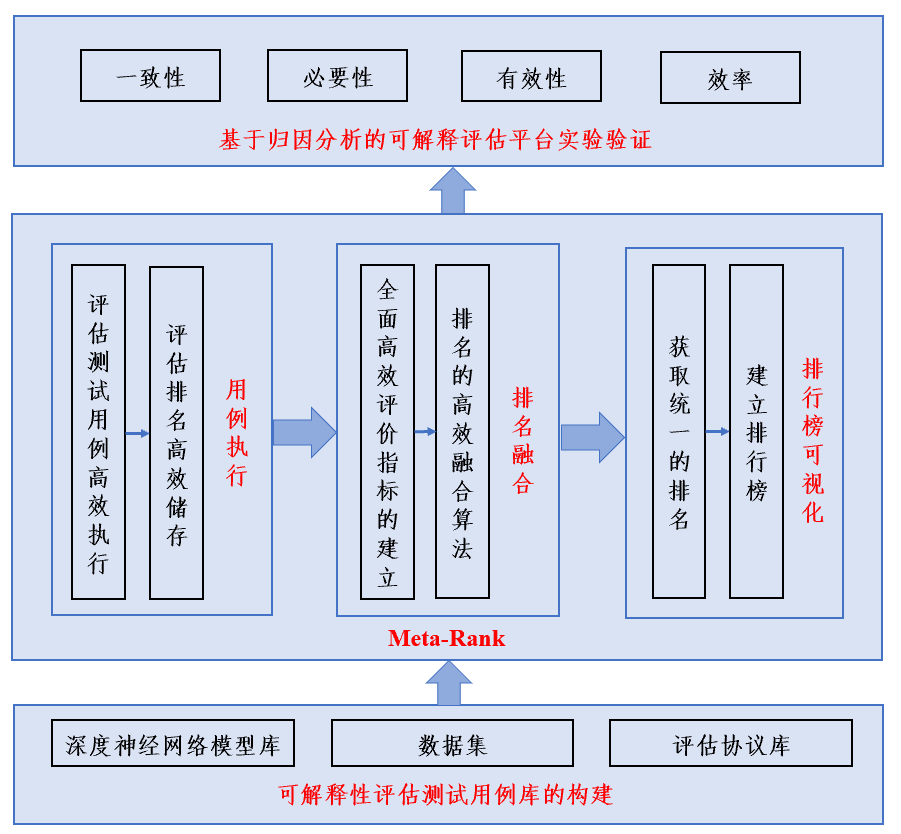 一致性
必要性
有效性
效率
基于归因分析的可解释评估平台实验验证
评估测试用例高效执行
评估排名高效储存
用例执行
全面高效评价指标的建立
排名的高效融合算法
排名融合
获取统一的排名
建立排行榜
排行榜可视化
Meta-Rank
深度神经网络模型库
数据集
评估协议库
可解释性评估测试用例库的构建